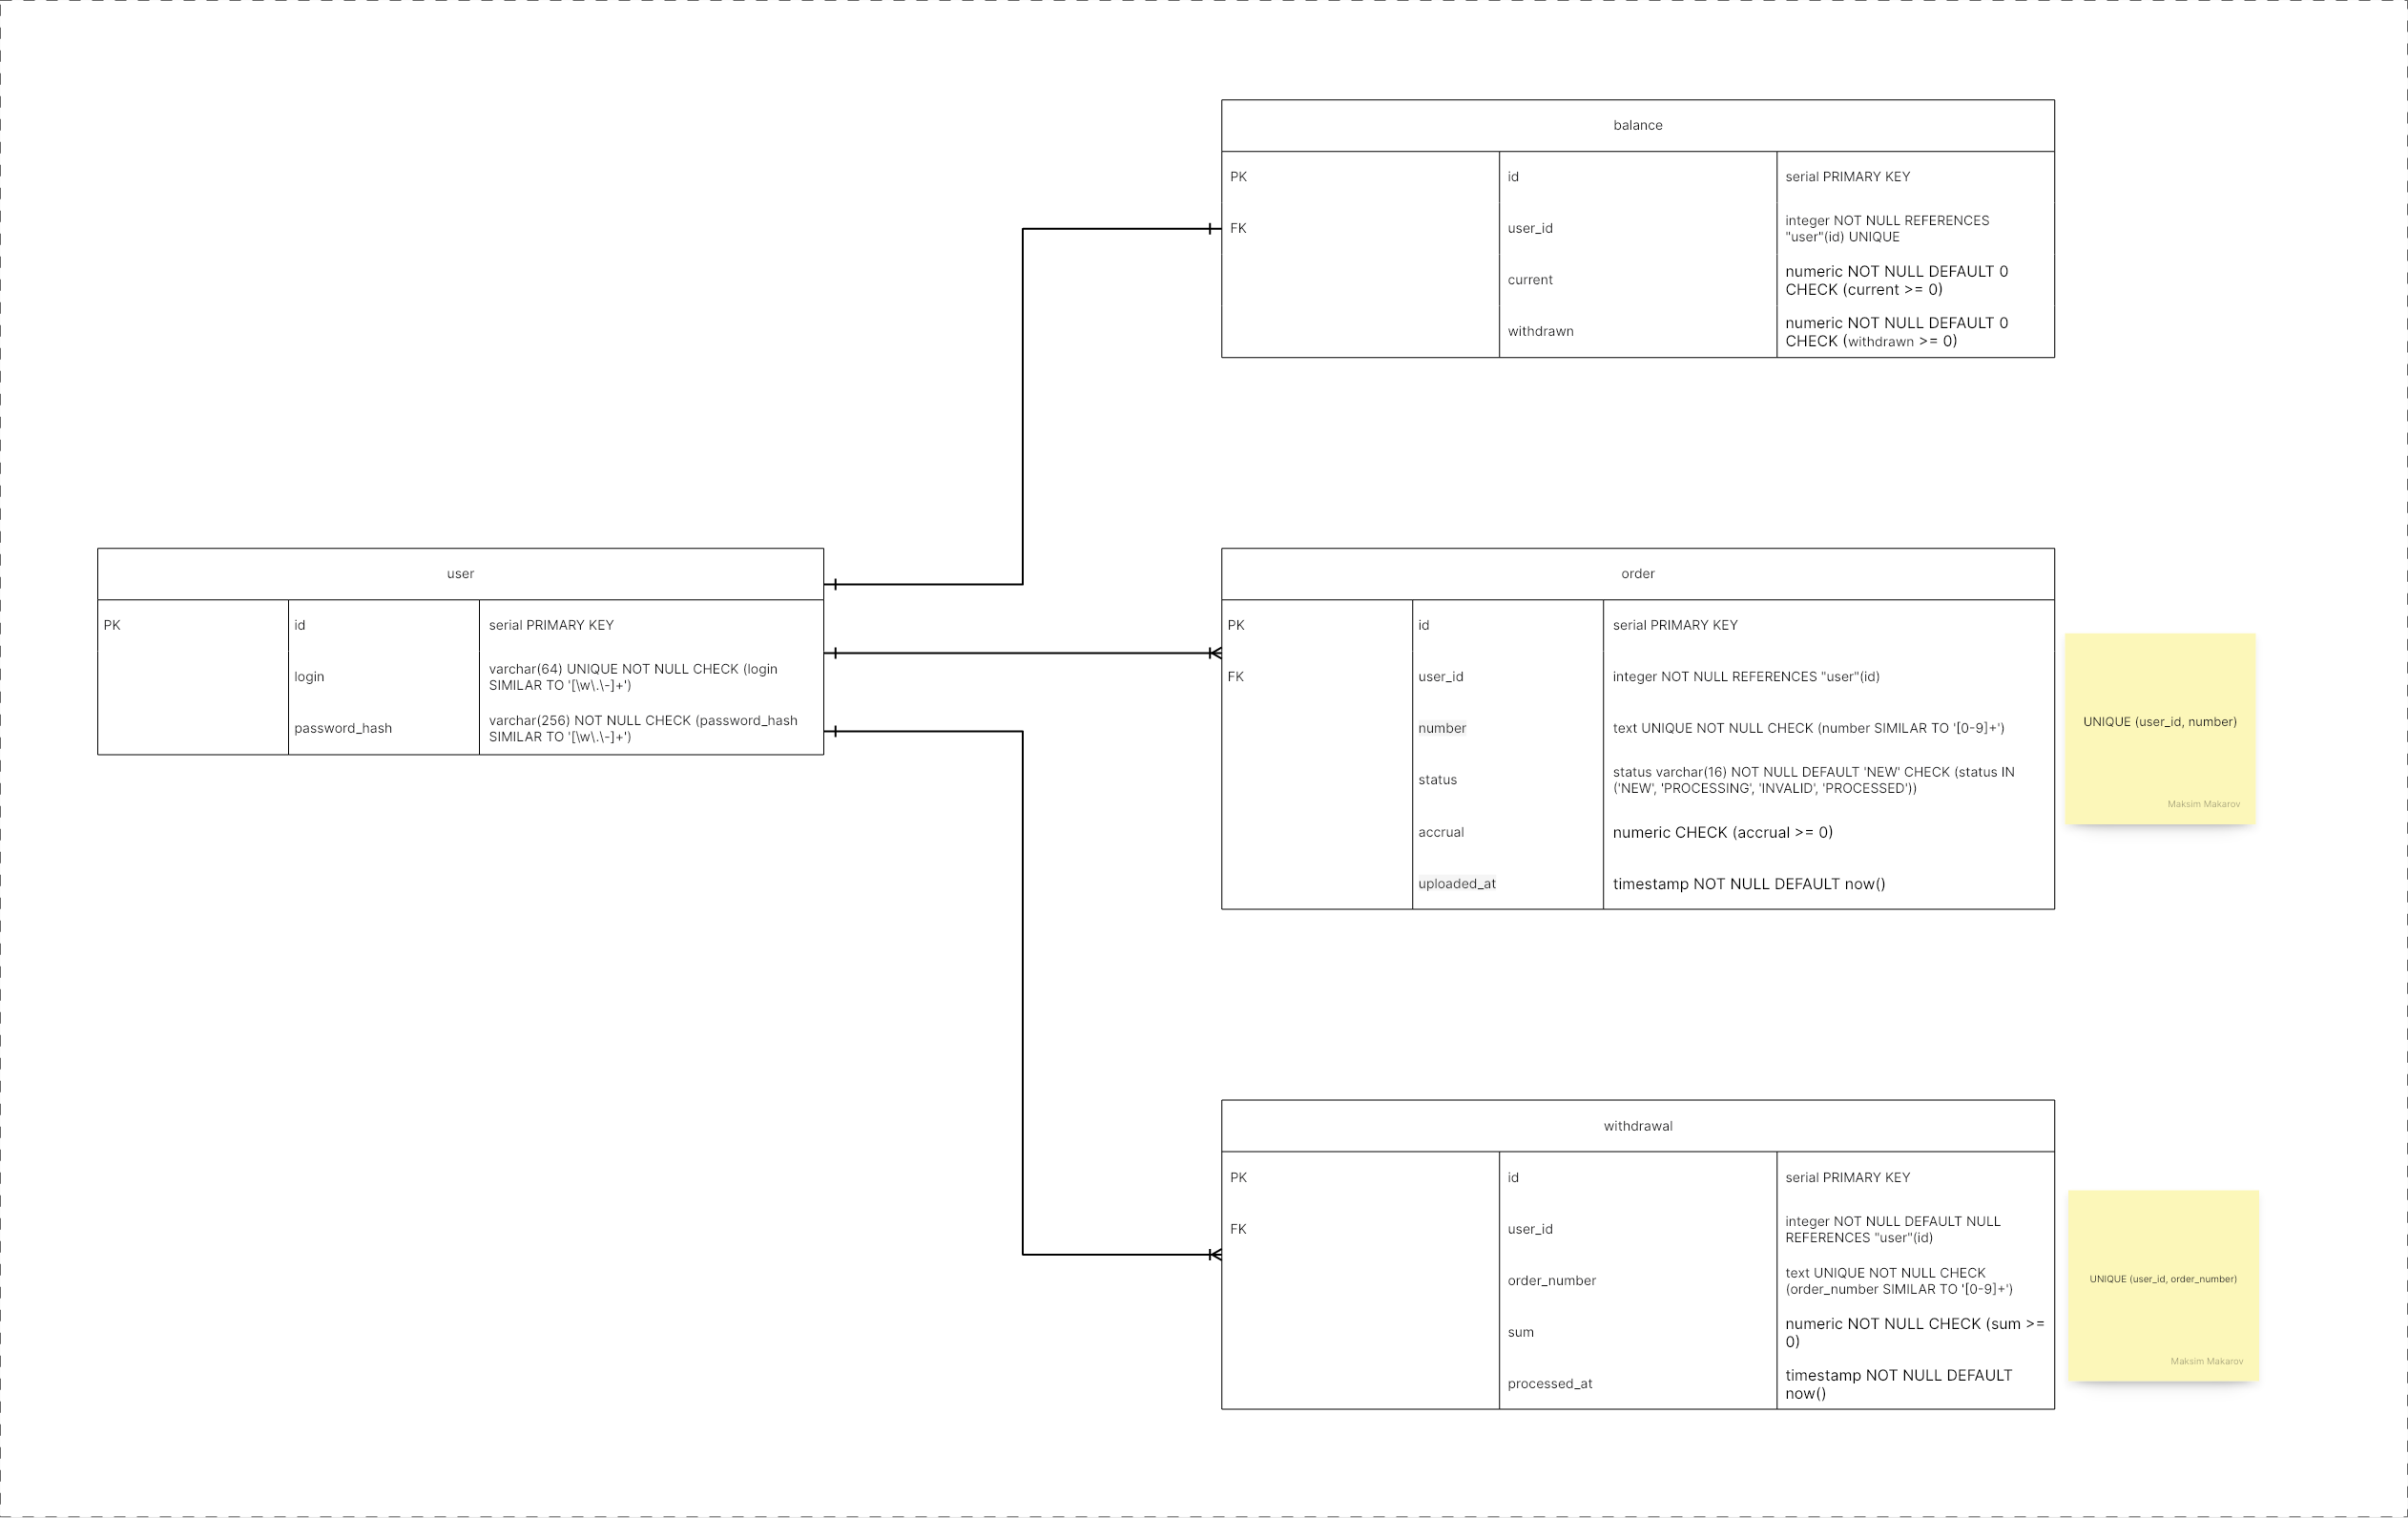 balance
PK
id
serial PRIMARY KEY
FK
user_id
integer NOT NULL REFERENCES
"user"(id) UNIQUE
current
numeric NOT NULL DEFAULT 0
CHECK (current >= 0)
withdrawn
numeric NOT NULL DEFAULT 0
CHECK (withdrawn >= 0)
user
PK
id
serial PRIMARY KEY
login
varchar(64) UNIQUE NOT NULL CHECK (login
SIMILAR TO '[\w\.\-]+')
password_hash
varchar(256) NOT NULL CHECK (password_hash
SIMILAR TO '[\w\.\-]+')
order
PK
id
serial PRIMARY KEY
FK
user_id
integer NOT NULL REFERENCES "user"(id)
number
text UNIQUE NOT NULL CHECK (number SIMILAR TO '[0-9]+')
status
status varchar(16) NOT NULL DEFAULT 'NEW' CHECK (status IN
('NEW', 'PROCESSING', 'INVALID', 'PROCESSED'))
accrual
numeric CHECK (accrual >= 0)
uploaded_at
timestamp NOT NULL DEFAULT now()
UNIQUE (user_id, number)
Maksim Makarov
withdrawal
PK
id
serial PRIMARY KEY
FK
user_id
integer NOT NULL DEFAULT NULL
REFERENCES "user"(id)
order_number
text UNIQUE NOT NULL CHECK
(order_number SIMILAR TO '[0-9]+')
sum
numeric NOT NULL CHECK (sum >=
0)
processed_at
timestamp NOT NULL DEFAULT
now()
UNIQUE (user_id, order_number)
Maksim Makarov